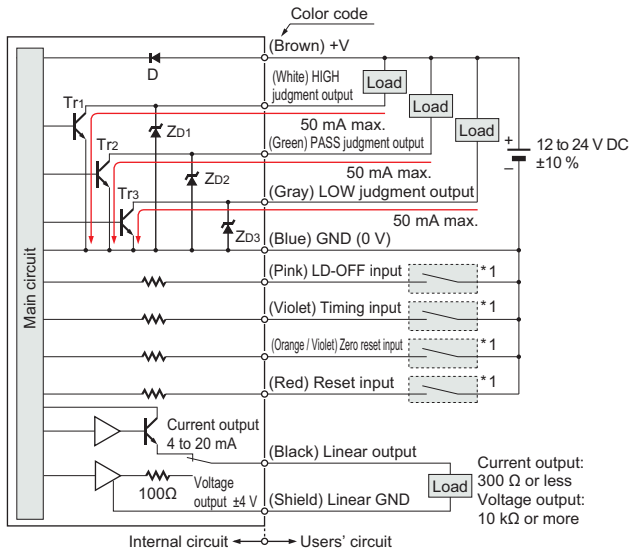 Color code
(Brown) +V
D
(White) HIGH
judgment output
Load
Tr1
ZD1
50 mA max.
Load
Tr2
(Green) PASS judgment output
Load
+
12 to 24 V DC
±10 %
–
ZD2
50 mA max.
Tr3
(Gray) LOW judgment output
ZD3
50 mA max.
(Blue) GND (0 V)
Main circuit
(Pink) LD-OFF input
*1
(Violet) Timing input
*1
(Orange / Violet) Zero reset input
*1
(Red) Reset input
*1
Current output
4 to 20 mA
(Black) Linear output
Voltage
output ±4 V
100Ω
(Shield) Linear GND
Load
Current output:
300 Ω or less
Voltage output:
10 kΩ or more
Internal circuit
Users' circuit